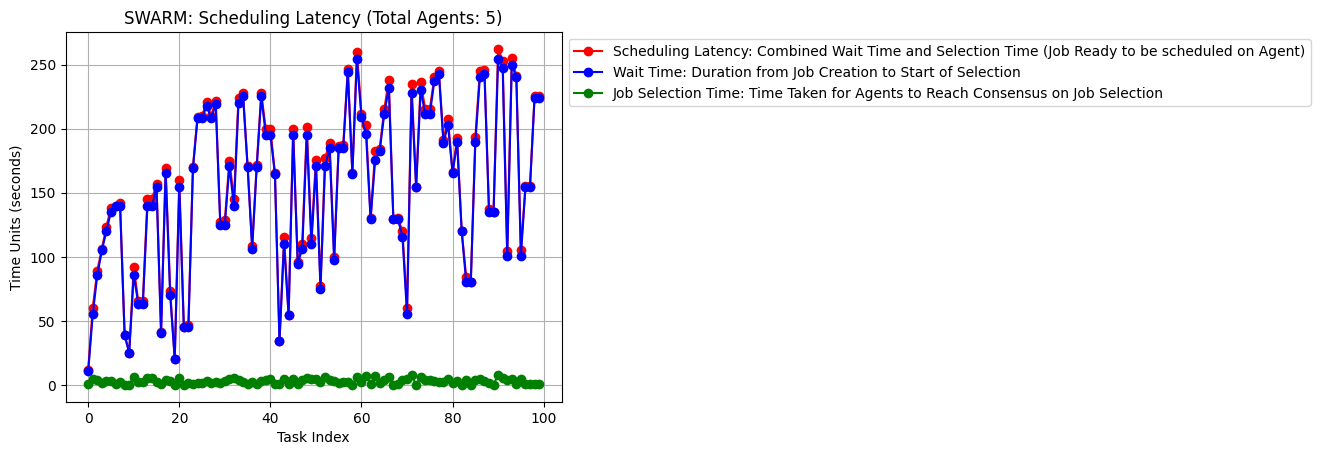 SWARM: Scheduling Latency (Total Agents: 5)
Scheduling Latency: Combined Wait Time and Selection Time (Job Ready to be scheduled on Agent)
Wait Time: Duration from Job Creation to Start of Selection
Job Selection Time: Time Taken for Agents to Reach Consensus on Job Selection
Time Units (seconds)
250
200
150
100
50
0
0 20 40 60 80 100
Task Index